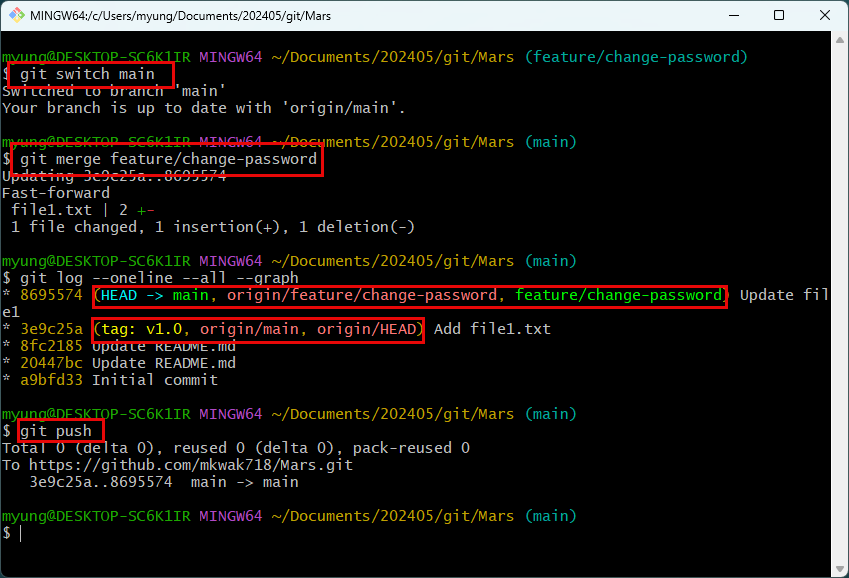 MINGW64:/c/Users/myung/Documents/202405/git/Mars
myung@DESKTOP-SC6K1IR MINGW64 ~/Documents/202405/git/Mars (feature/change-password)
$ git switch main
Switched to branch 'main'
Your branch is up to date with 'origin/main'.
myung@DESKTOP-SC6K1IR MINGW64 ~/Documents/202405/git/Mars (main)
$ git merge feature/change-password
Updating 3e9c25a..8695574
Fast-forward
 file1.txt | 2 +-
 1 file changed, 1 insertion(+), 1 deletion(-)
myung@DESKTOP-SC6K1IR MINGW64 ~/Documents/202405/git/Mars (main)
$ git log --oneline --all --graph
* 8695574 (HEAD -> main, origin/feature/change-password, feature/change-password) Update fil
e1
* 3e9c25a (tag: v1.0, origin/main, origin/HEAD) Add file1.txt
* 8fc2185 Update README.md
* 20447bc Update README.md
* a9bfd33 Initial commit
myung@DESKTOP-SC6K1IR MINGW64 ~/Documents/202405/git/Mars (main)
$ git push
Total 0 (delta 0), reused 0 (delta 0), pack-reused 0
To https://github.com/mkwak718/Mars.git
   3e9c25a..8695574  main -> main
myung@DESKTOP-SC6K1IR MINGW64 ~/Documents/202405/git/Mars (main)
$